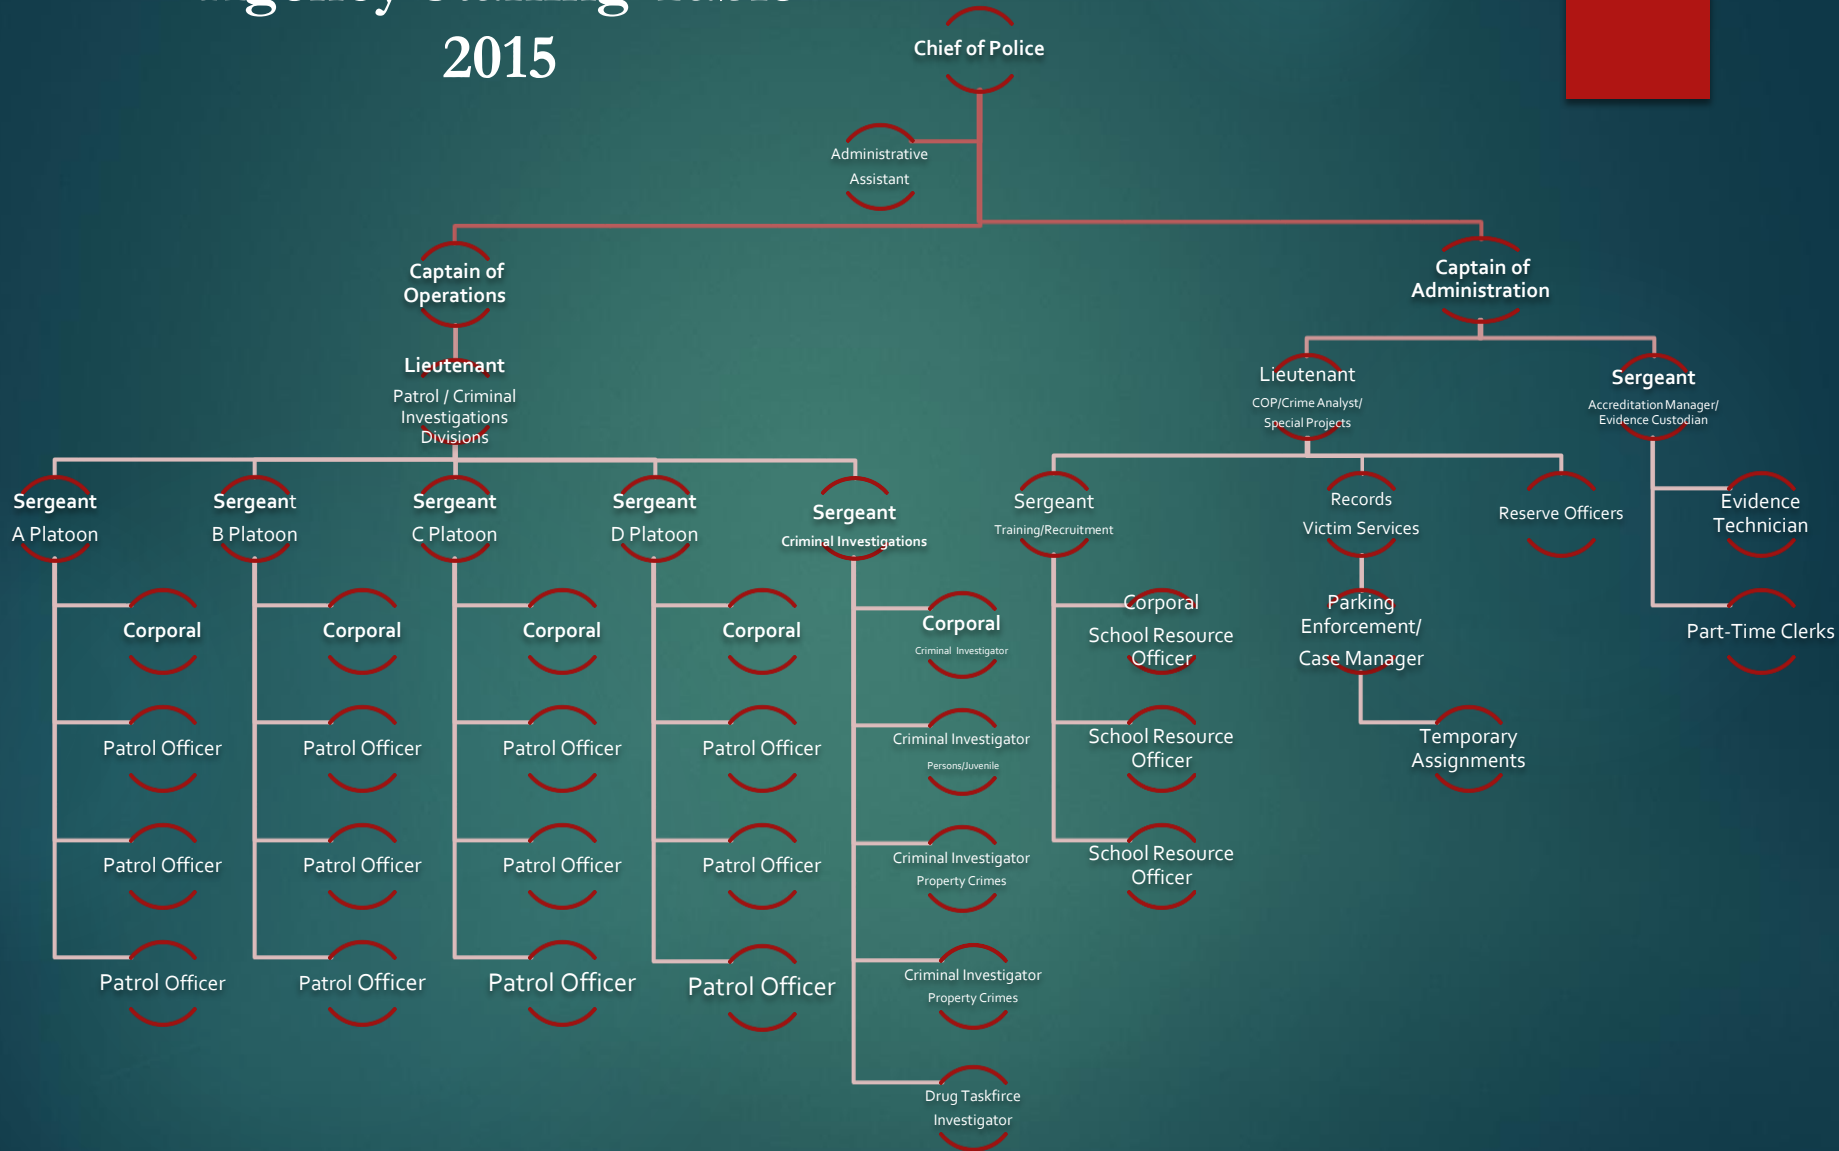 2015
Chief of Police
Administrative
Assistant
Captain of
Operations
Captain of
Administration
Lieutenant
Patrol / Criminal
Investigations
Divisions
Lieutenant
COP/Crime Analyst/
Special Projects
Sergeant
Accreditation Manager/
Evidence Custodian
Sergeant
A Platoon
Sergeant
B Platoon
Sergeant
C Platoon
Sergeant
D Platoon
Sergeant
Criminal Investigations
Sergeant
Training/Recruitment
Records
Victim Services
Reserve Officers
Evidence
Technician
Part-Time Clerks
Corporal
Patrol Officer
Patrol Officer
Patrol Officer
Corporal
Patrol Officer
Patrol Officer
Patrol Officer
Corporal
Patrol Officer
Patrol Officer
Patrol Officer
Corporal
Patrol Officer
Patrol Officer
Patrol Officer
Corporal
Criminal Investigator
Criminal Investigator
Persons/Juvenile
Criminal Investigator
Property Crimes
Criminal Investigator
Property Crimes
Drug Taskfirce
Investigator
Corporal
School Resource
Officer
School Resource
Officer
School Resource
Officer
Parking
Enforcement/
Case Manager
Temporary
Assignments